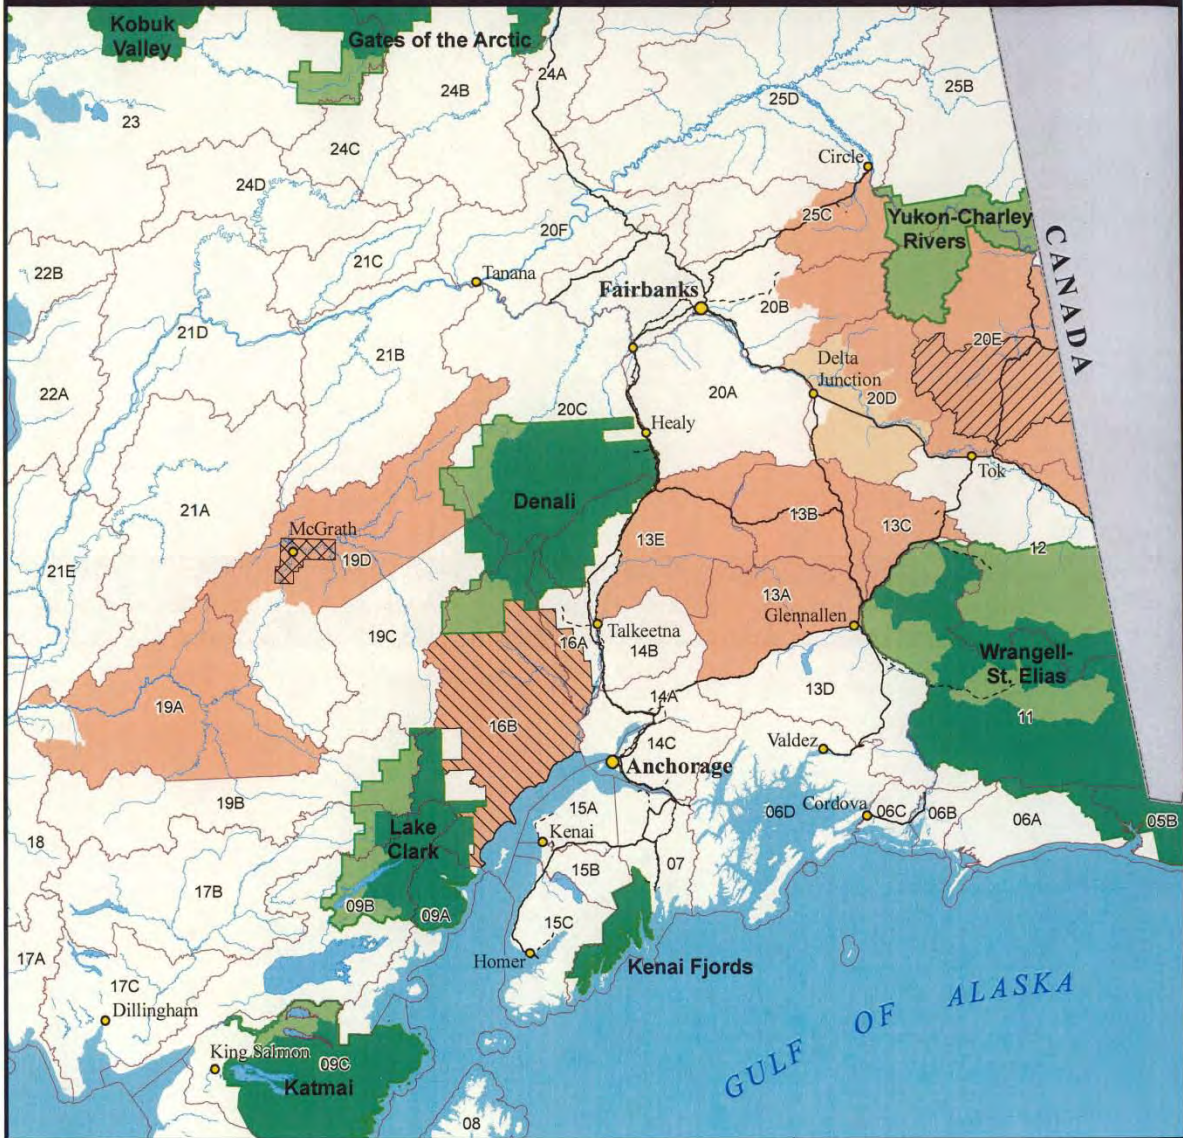 Kobuk
Valley
Gates of the Arctic
24A
24B
25D
25B
23
24C
Circle
24D
25C
Yukon-Charley
Rivers
CANADA
20F
22B
21C
Tanana
Fairbanks
20B
21D
21B
20E
Delta
Junction
22A
20A
20D
20C
Healy
Tok
Denali
21A
McGrath
13B
13C
19D
13E
12
21E
13A
Glennallen
19C
16A
Talkeetna
14B
Wrangell-
St. Elias
14A
13D
19A
16B
11
14C
Valdez
Anchorage
19B
15A
06D
Cordova
06C
06B
06A
05B
Lake
Clark
Kenai
18
15B
07
17B
09B
09A
15C
17A
Homer
Kenai Fjords
17C
Dillingham
GULF OF ALASKA
King Salmon
09C
Katmai
08